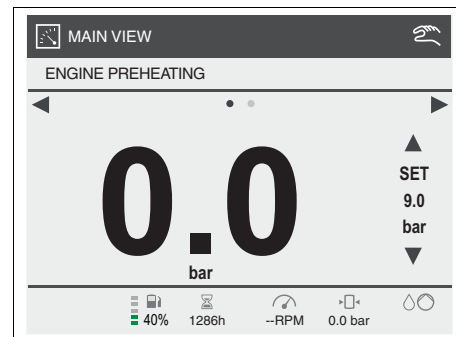 MAIN VIEW
ENGINE PREHEATING
0.0
bar
SET
9.0
bar
40% 1286h --RPM 0.0 bar